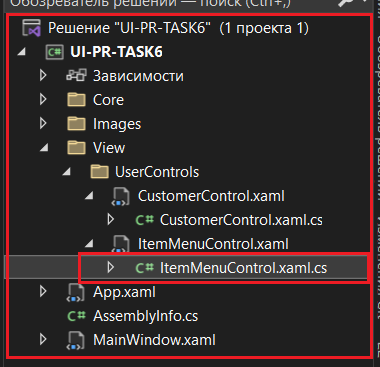 Обозреватель решений — поиск (Ctrl+;)
Решение "UI-PR-TASK6" (1 проекта 1)
C# UI-PR-TASK6
Зависимости
Core
Images
View
UserControls
CustomerControl.xaml
C# CustomerControl.xaml.cs
ItemMenuControl.xaml
C# ItemMenuControl.xaml.cs
App.xaml
C# AssemblyInfo.cs
MainWindow.xaml